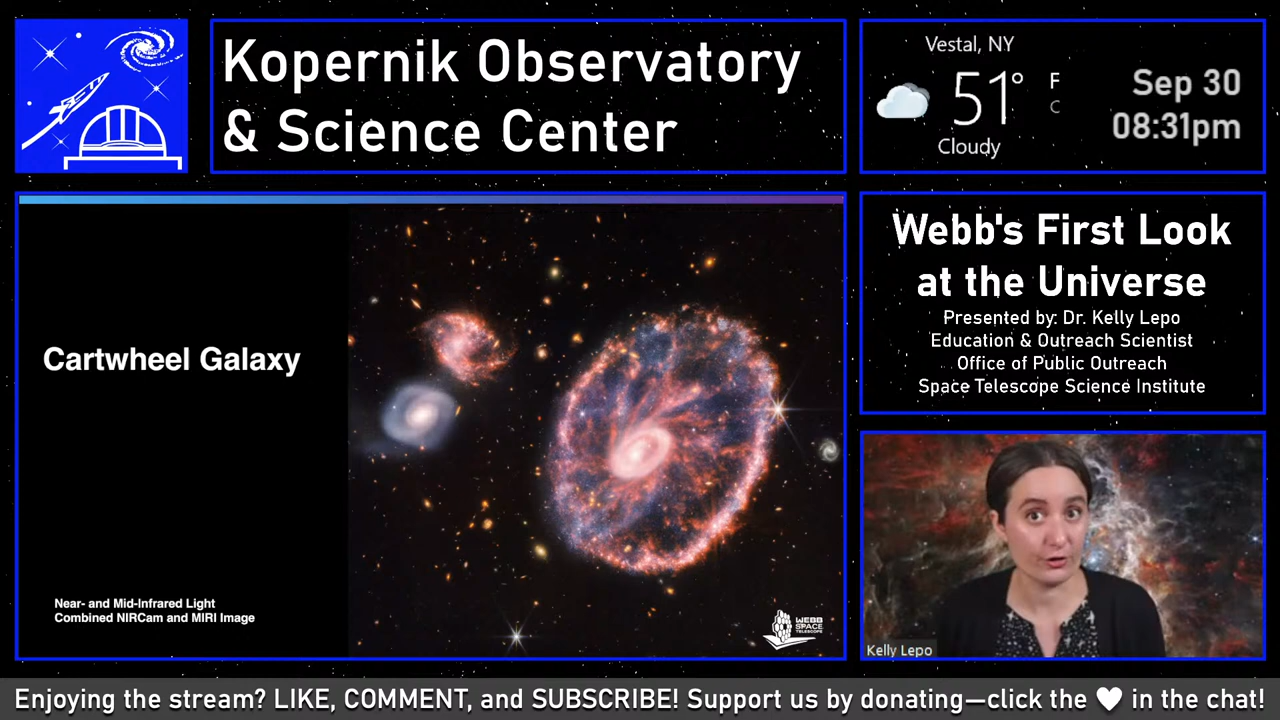 Kopernik Observatory
& Science Center
Vestal, NY
51° F
C
Cloudy
Sep 30
08:31pm
Cartwheel Galaxy
Near- and Mid-Infrared Light
Combined NIRCam and MIRI Image
WEBB
SPACE
TELESCOPE
Webb's First Look
at the Universe
Presented by: Dr. Kelly Lepo
Education & Outreach Scientist
Office of Public Outreach
Space Telescope Science Institute
Kelly Lepo
Enjoying the stream? LIKE, COMMENT, and SUBSCRIBE! Support us by donating—click the ♥ in the chat!